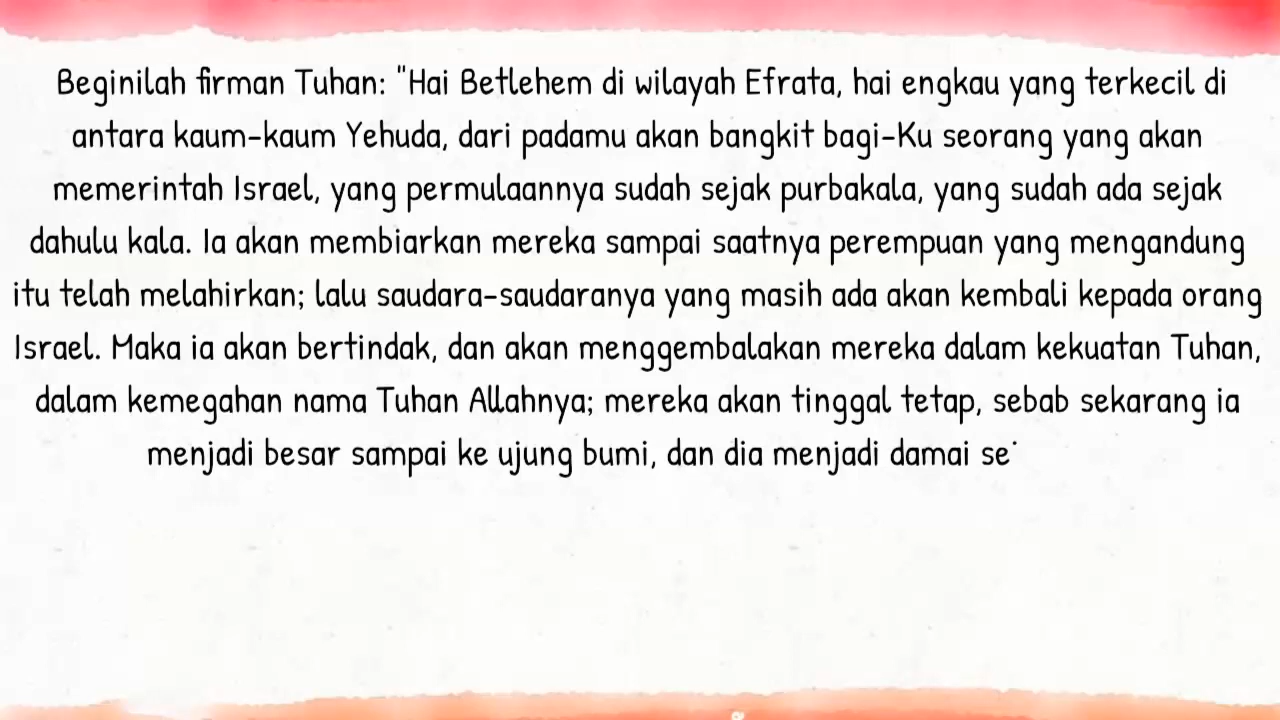 Beginilah firman Tuhan: "Hai Betlehem di wilayah Efrata, hai engkau yang terkecil di
antara kaum-kaum Yehuda, dari padamu akan bangkit bagi-Ku seorang yang akan
memerintah Israel, yang permulaannya sudah sejak purbakala, yang sudah ada sejak
dahulu kala. Ia akan membiarkan mereka sampai saatnya perempuan yang mengandung
itu telah melahirkan; lalu saudara-saudaranya yang masih ada akan kembali kepada orang
Israel. Maka ia akan bertindak, dan akan menggembalakan mereka dalam kekuatan Tuhan,
dalam kemegahan nama Tuhan Allahnya; mereka akan tinggal tetap, sebab sekarang ia
menjadi besar sampai ke ujung bumi, dan dia menjadi damai